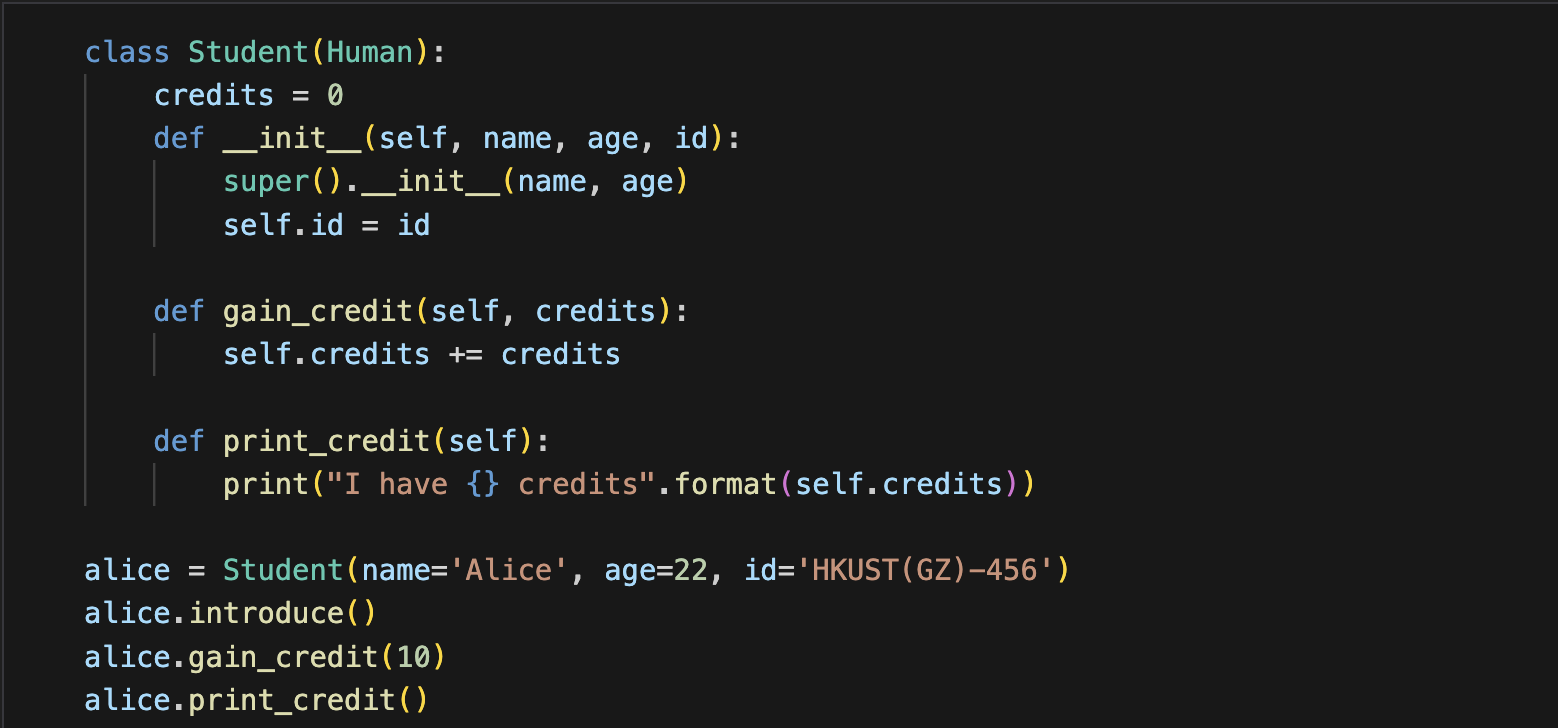 class Student(Human):
    credits = 0
    def __init__(self, name, age, id):
        super().__init__(name, age)
        self.id = id

    def gain_credit(self, credits):
        self.credits += credits

    def print_credit(self):
        print("I have {} credits".format(self.credits))

alice = Student(name='Alice', age=22, id='HKUST(GZ)-456')
alice.introduce()
alice.gain_credit(10)
alice.print_credit()